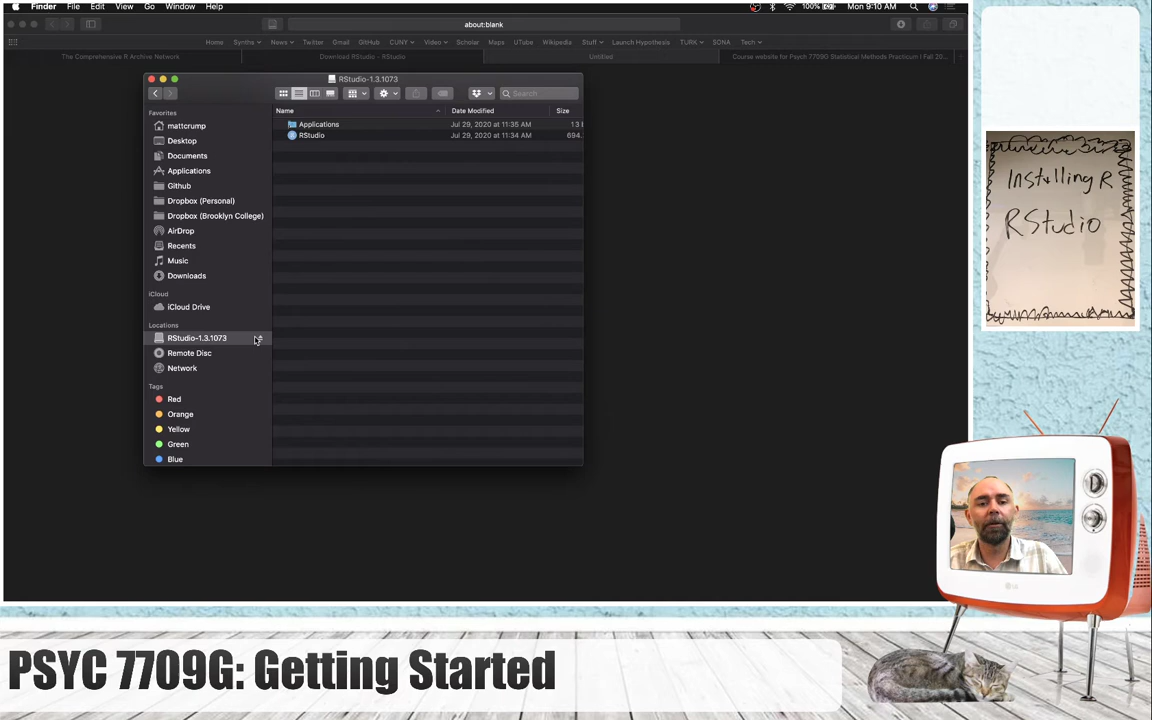 Finder File Edit View Go Window Help
100% Mon 9:10 AM
about:blank
Home Synths News Twitter Gmail GitHub CUNY Video Scholar Maps UTube Wikipedia Stuff Launch Hypothesis TURK SONA Tech
The Comprehensive R Archive Network
Download RStudio - RStudio
Untitled
Course website for Psych 7709G Statistical Methods Practicum I Fall 20...
RStudio-1.3.1073
Search
Name Date Modified Size
Applications Jul 29, 2020 at 11:35 AM 13
RStudio Jul 29, 2020 at 11:34 AM 694.
Favorites
mattcrump
Desktop
Documents
Applications
Github
Dropbox (Personal)
Dropbox (Brooklyn College)
AirDrop
Recents
Music
Downloads
iCloud
iCloud Drive
Locations
RStudio-1.3.1073
Remote Disc
Network
Tags
Red
Orange
Yellow
Green
Blue
Installing R
RStudio
LG
PSYC 7709G: Getting Started